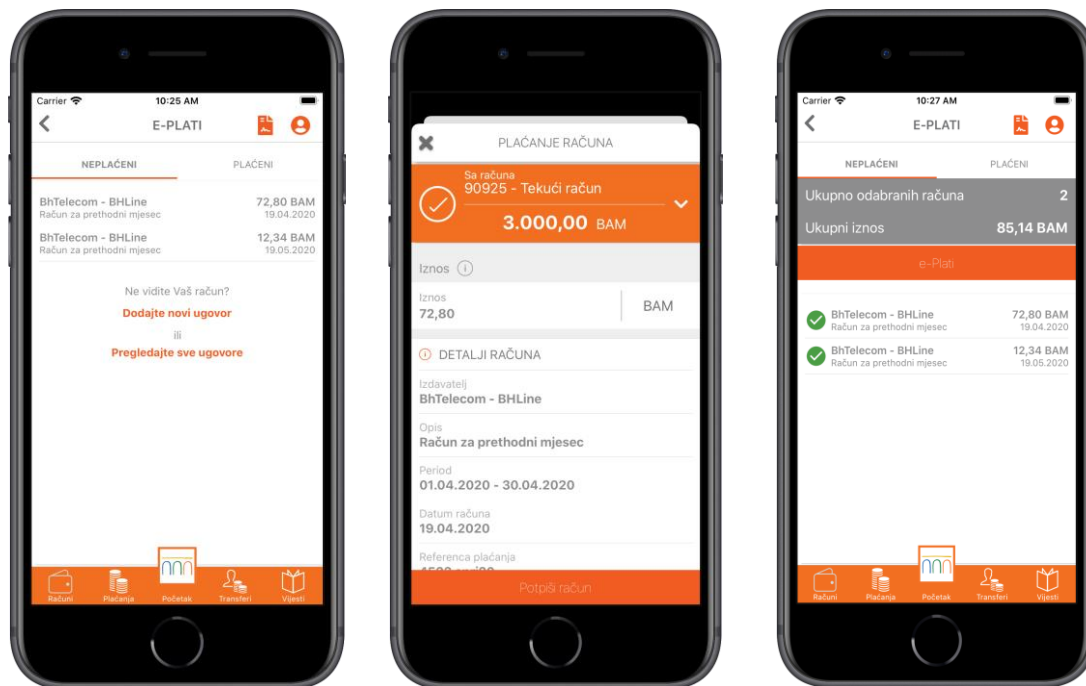 Carrier 10:25 AM
E-PLATI
NEPLAĆENI PLAĆENI
BhTelecom - BHLine 72,80 BAM
Račun za prethodni mjesec 19.04.2020
BhTelecom - BHLine 12,34 BAM
Račun za prethodni mjesec 19.05.2020
Ne vidite Vaš račun?
Dodajte novi ugovor
ili
Pregledajte sve ugovore
Računi Plaćanja Početak Transferi Vijesti
PLAĆANJE RAČUNA
Sa računa
90925 - Tekući račun
3.000,00 BAM
Iznos
Iznos
72,80 BAM
DETALJI RAČUNA
Izdavatelj
BhTelecom - BHLine
Opis
Račun za prethodni mjesec
Period
01.04.2020 - 30.04.2020
Datum računa
19.04.2020
Referenca plaćanja
Potpiši račun
Carrier 10:27 AM
E-PLATI
NEPLAĆENI PLAĆENI
Ukupno odabranih računa 2
Ukupni iznos 85,14 BAM
e-Plati
BhTelecom - BHLine 72,80 BAM
Račun za prethodni mjesec 19.04.2020
BhTelecom - BHLine 12,34 BAM
Račun za prethodni mjesec 19.05.2020
Računi Plaćanja Početak Transferi Vijesti